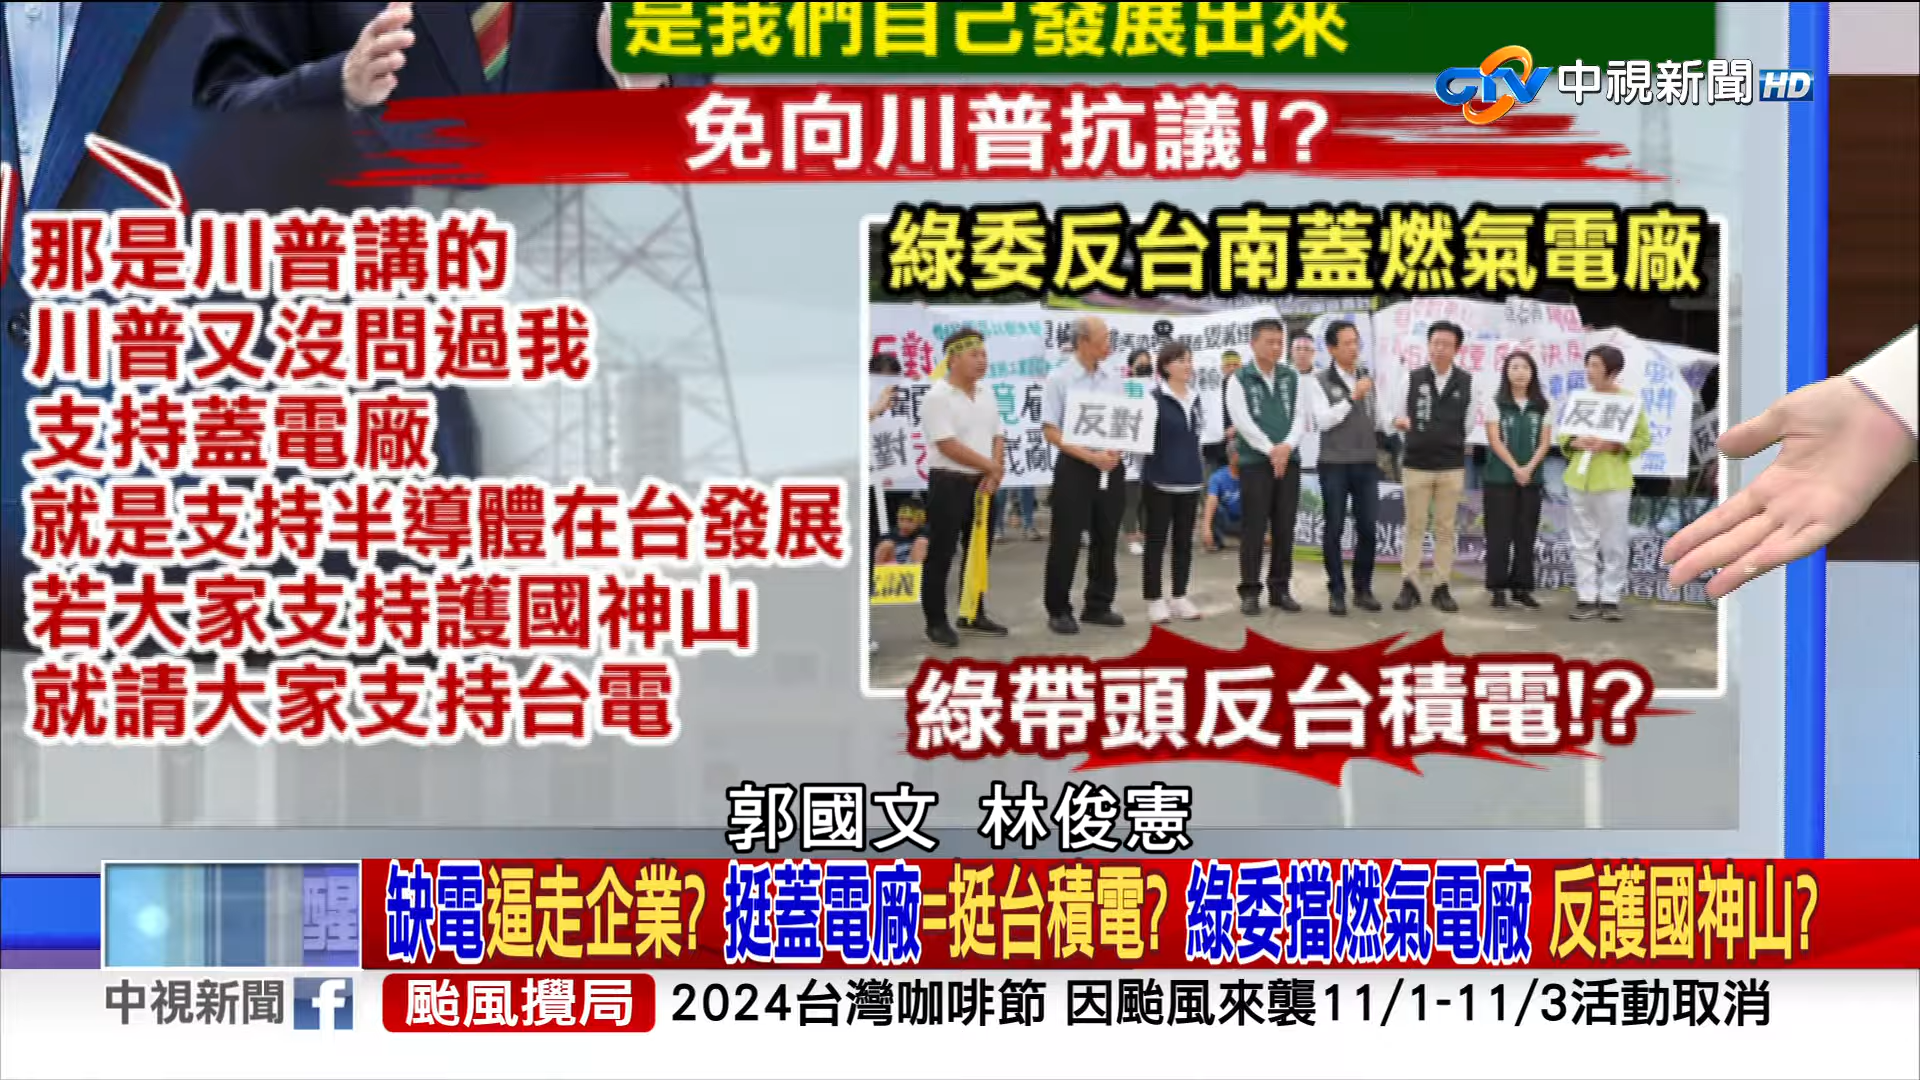 是我們自己發展出來
中視新聞HD
免向川普抗議!?
那是川普講的
川普又沒問過我
支持蓋電廠
就是支持半導體在台發展
若大家支持護國神山
就請大家支持台電
綠委反台南蓋燃氣電廠
反對
反對
綠帶頭反台積電!?
郭國文 林俊憲
缺電逼走企業? 挺蓋電廠=挺台積電? 綠委擋燃氣電廠 反護國神山?
中視新聞 f
颱風攪局 2024台灣咖啡節 因颱風來襲11/1-11/3活動取消